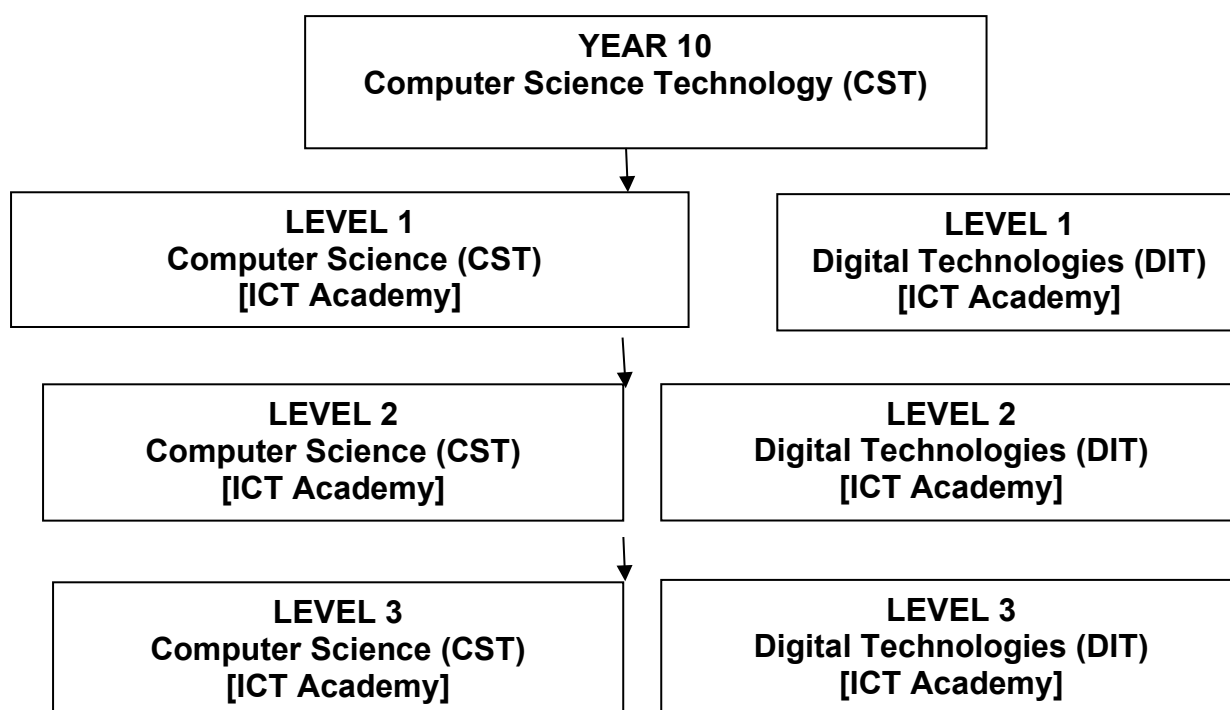 YEAR 10
Computer Science Technology (CST)
LEVEL 1
Computer Science (CST)
[ICT Academy]
LEVEL 1
Digital Technologies (DIT)
[ICT Academy]
LEVEL 2
Computer Science (CST)
[ICT Academy]
LEVEL 2
Digital Technologies (DIT)
[ICT Academy]
LEVEL 3
Computer Science (CST)
[ICT Academy]
LEVEL 3
Digital Technologies (DIT)
[ICT Academy]